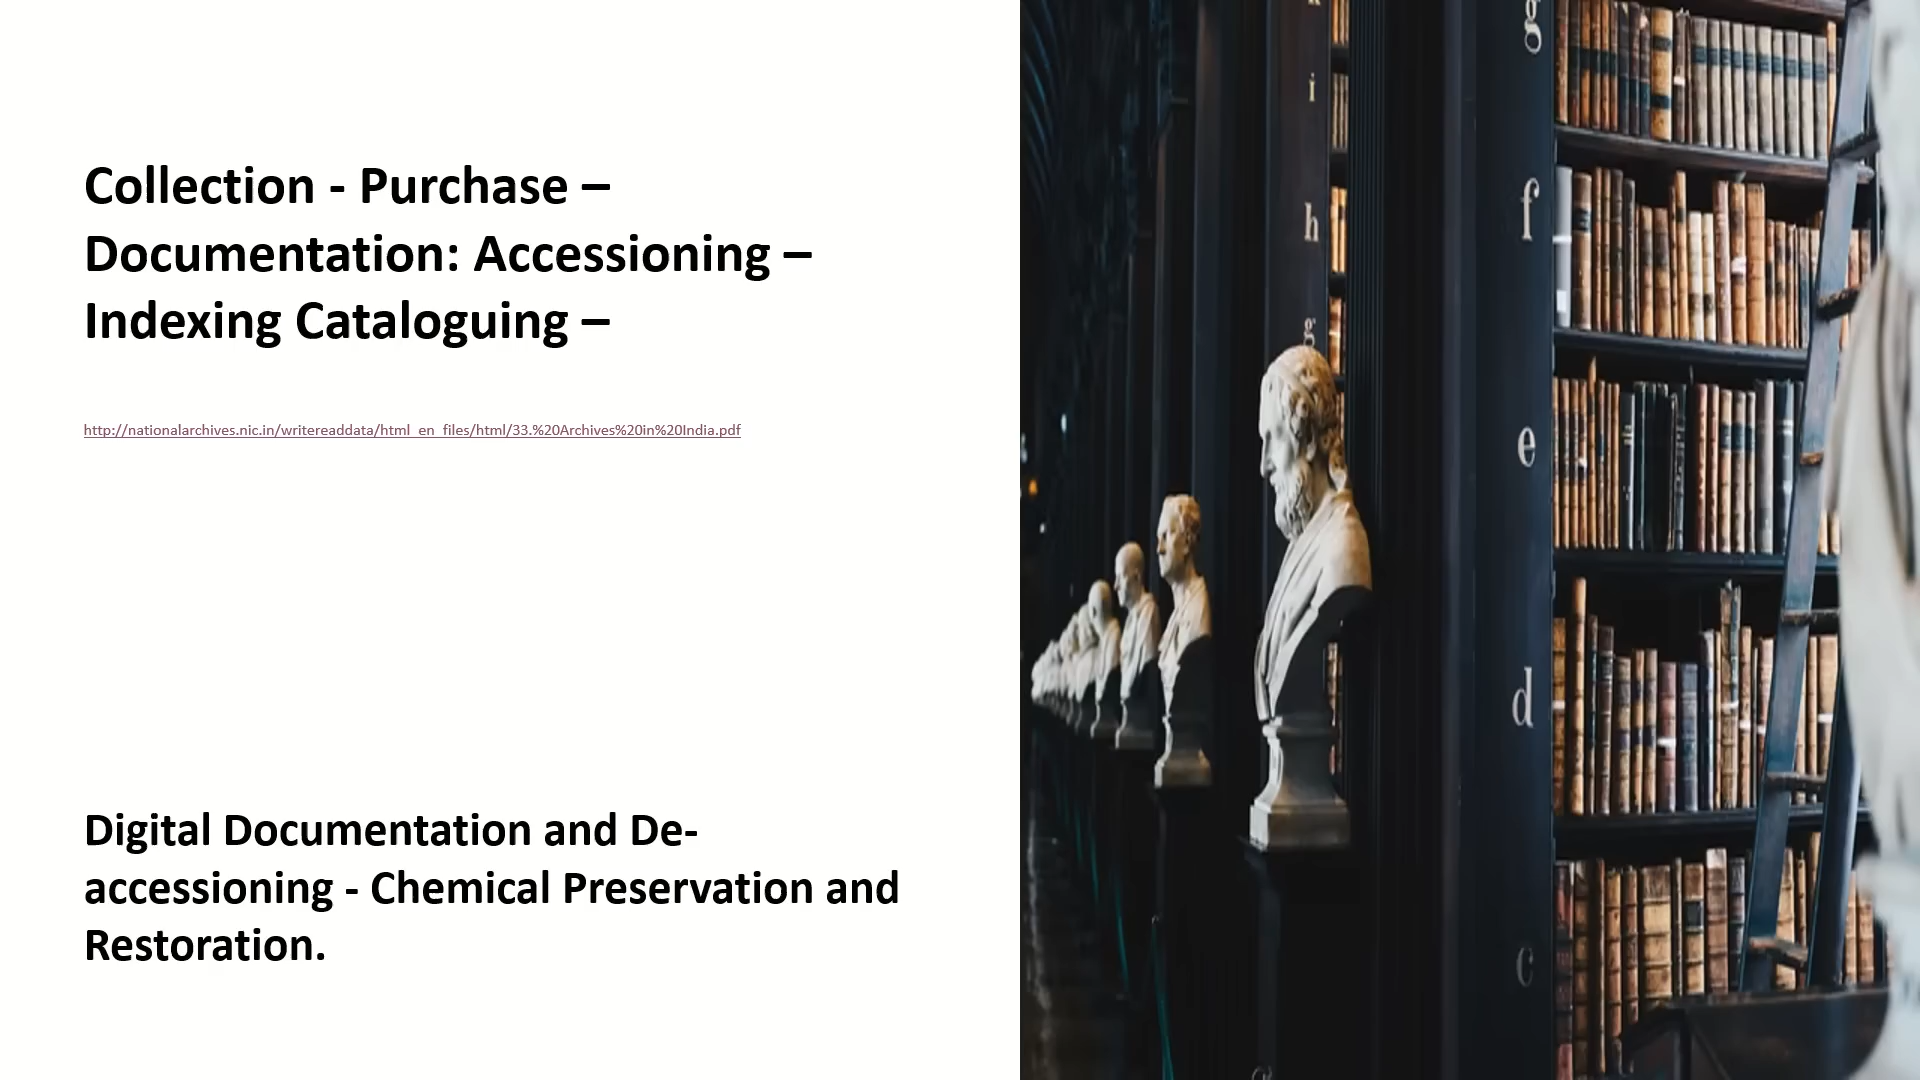 Collection - Purchase –
Documentation: Accessioning –
Indexing Cataloguing –
http://nationalarchives.nic.in/writereaddata/html_en_files/html/33.%20Archives%20in%20India.pdf
Digital Documentation and De-
accessioning - Chemical Preservation and
Restoration.
k
i
h
g
g
f
e
d
c